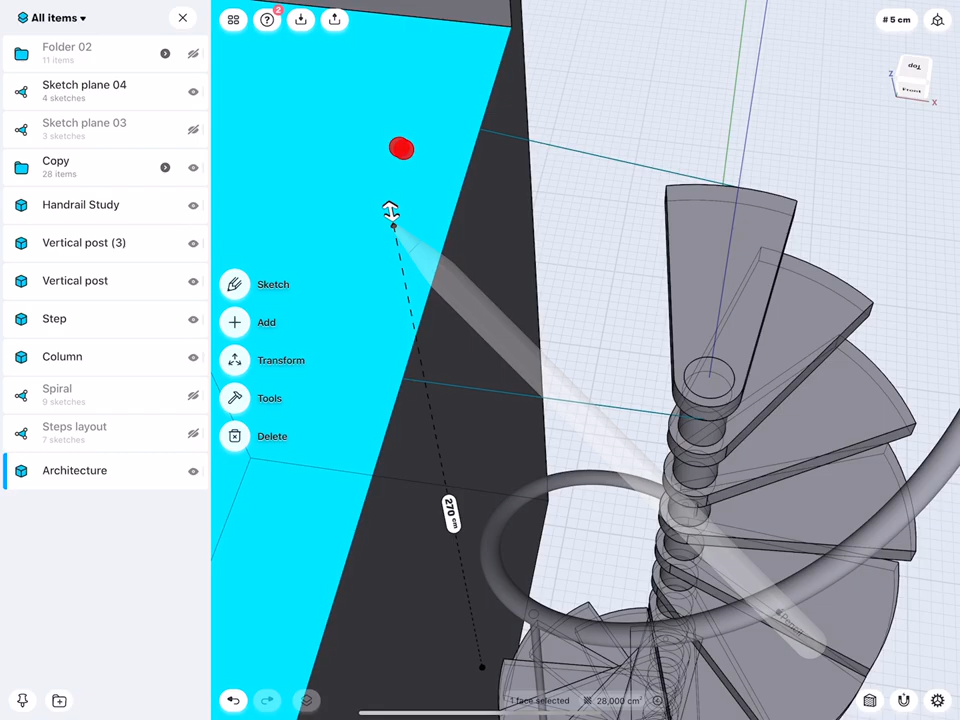 All items
Folder 02
11 items
Sketch plane 04
4 sketches
Sketch plane 03
3 sketches
Copy
28 items
Handrail Study
Vertical post (3)
Vertical post
Step
Column
Spiral
9 sketches
Steps layout
7 sketches
Architecture
?
2
# 5 cm
Top
Front
Z
X
Sketch
Add
Transform
Tools
Delete
270 cm
Pencil
1 face selected
28,000 cm²